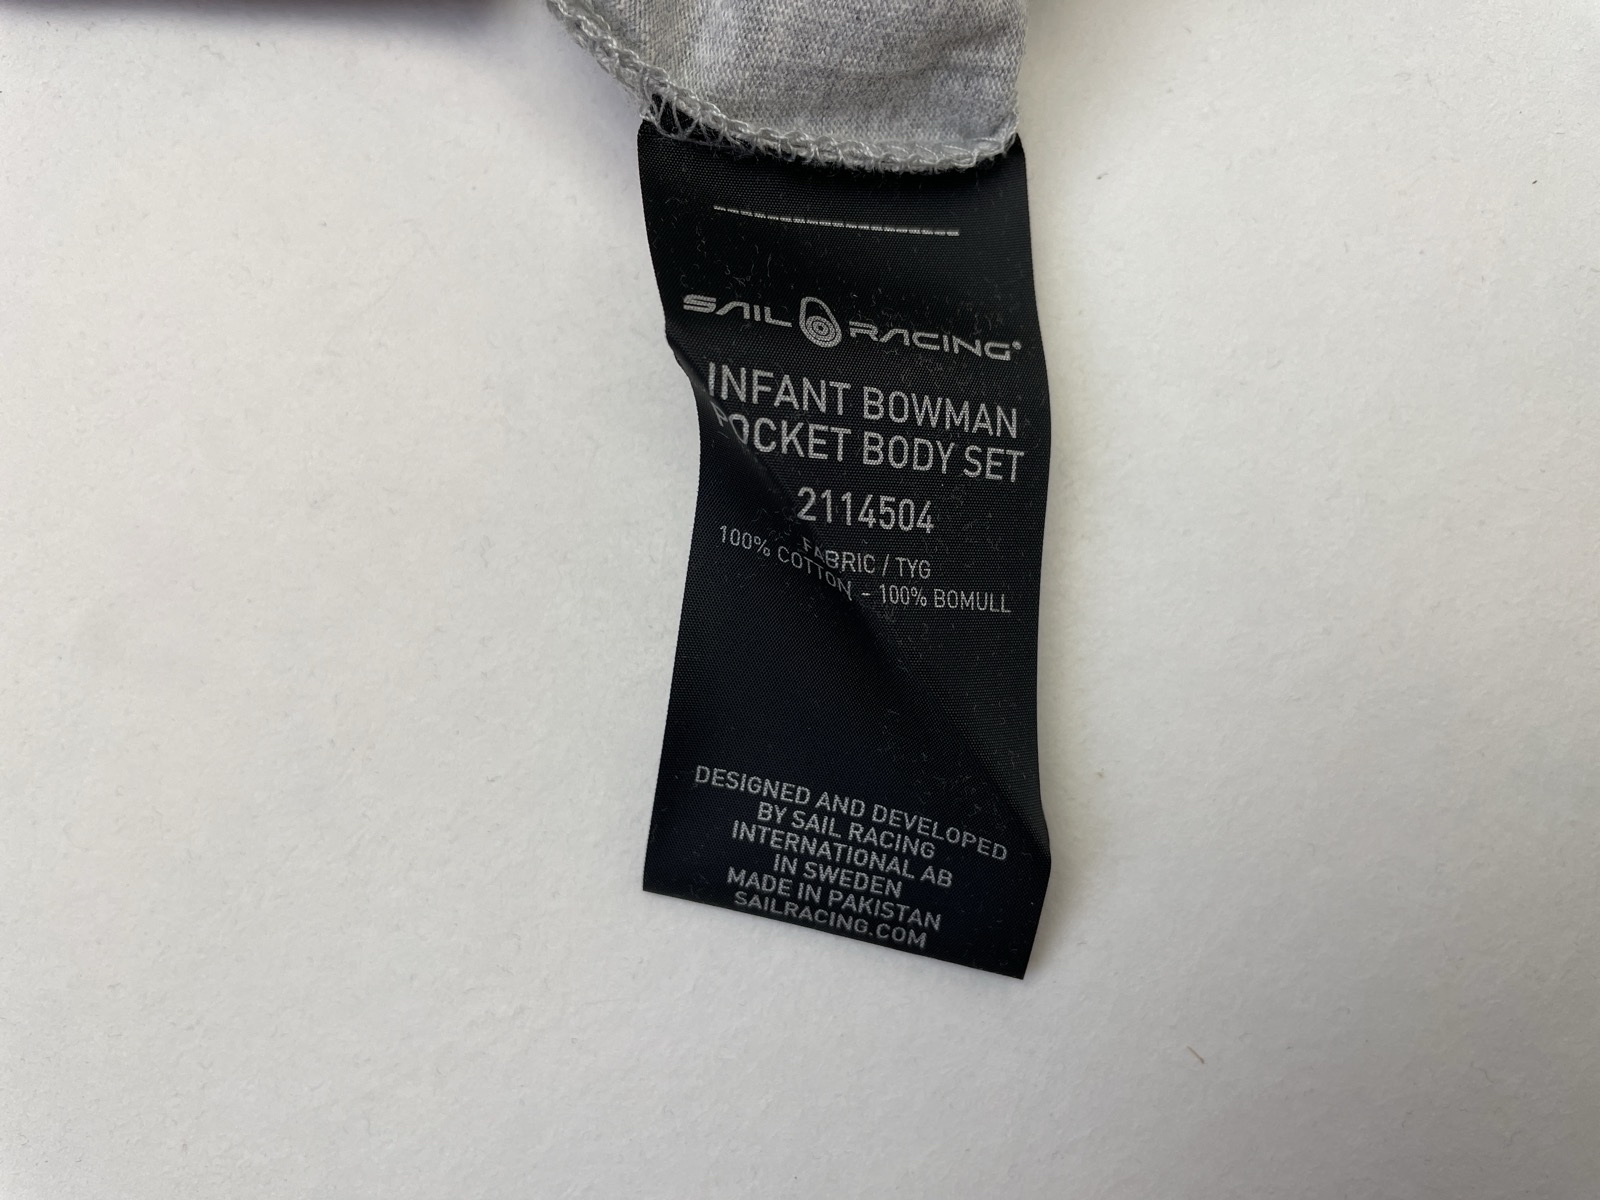 SAIL RACING®
INFANT BOWMAN
POCKET BODY SET
2114504
FABRIC / TYG
100% COTTON - 100% BOMULL
DESIGNED AND DEVELOPED
BY SAIL RACING
INTERNATIONAL AB
IN SWEDEN
MADE IN PAKISTAN
SAILRACING.COM